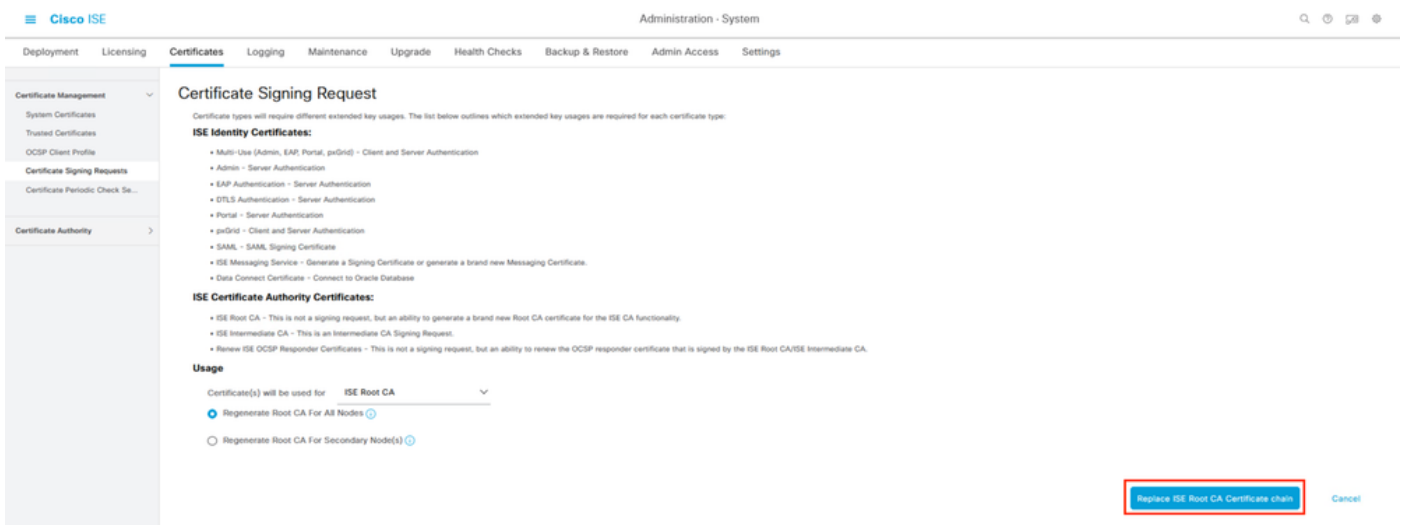 Cisco ISE
Administration - System
Deployment Licensing Certificates Logging Maintenance Upgrade Health Checks Backup & Restore Admin Access Settings
Certificate Management
System Certificates
Trusted Certificates
OCSP Client Profile
Certificate Signing Requests
Certificate Periodic Check Se...
Certificate Authority
Certificate Signing Request
Certificate types will require different extended key usages. The list below outlines which extended key usages are required for each certificate type:
ISE Identity Certificates:
• Multi-Use (Admin, EAP, Portal, pxGrid) - Client and Server Authentication
• Admin - Server Authentication
• EAP Authentication - Server Authentication
• DTLS Authentication - Server Authentication
• Portal - Server Authentication
• pxGrid - Client and Server Authentication
• SAML - SAML Signing Certificate
• ISE Messaging Service - Generate a Signing Certificate or generate a brand new Messaging Certificate.
• Data Connect Certificate - Connect to Oracle Database
ISE Certificate Authority Certificates:
• ISE Root CA - This is not a signing request, but an ability to generate a brand new Root CA certificate for the ISE CA functionality.
• ISE Intermediate CA - This is an Intermediate CA Signing Request.
• Renew ISE OCSP Responder Certificates - This is not a signing request, but an ability to renew the OCSP responder certificate that is signed by the ISE Root CA/ISE Intermediate CA.
Usage
Certificate(s) will be used for ISE Root CA
Regenerate Root CA For All Nodes
Regenerate Root CA For Secondary Node(s)
Replace ISE Root CA Certificate chain Cancel